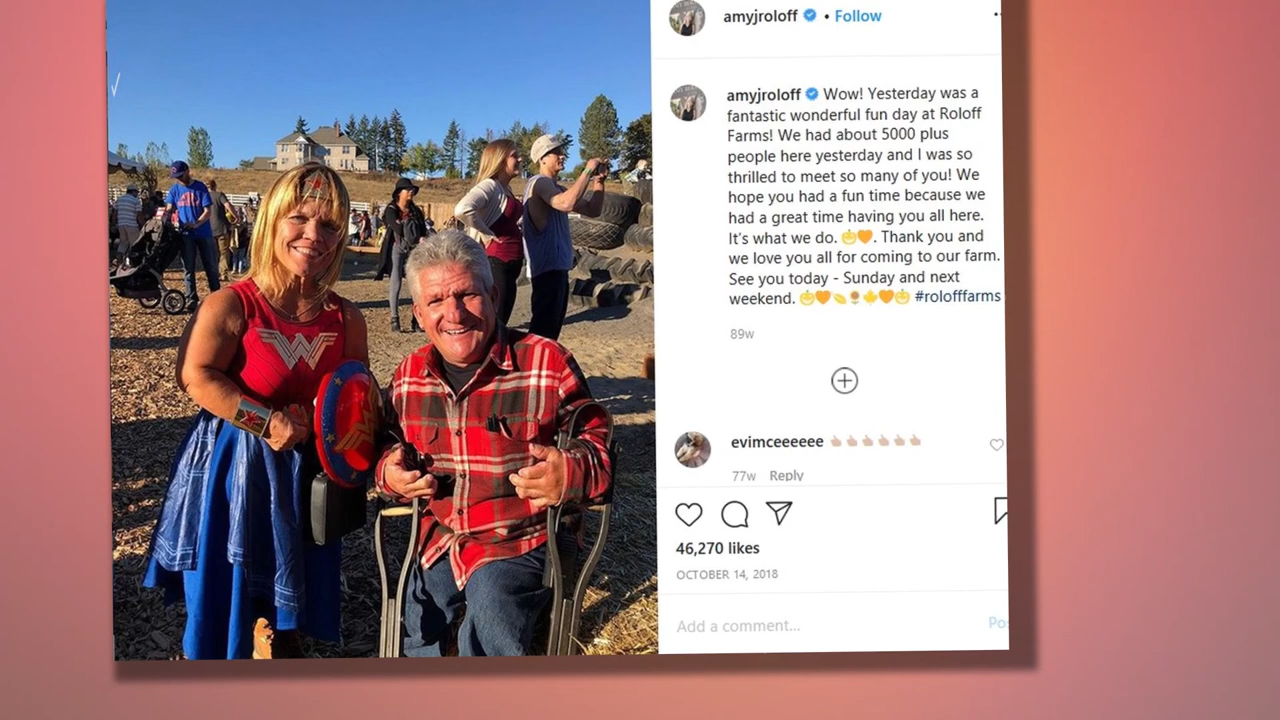 amyjroloff • Follow
amyjroloff Wow! Yesterday was a
fantastic wonderful fun day at Roloff
Farms! We had about 5000 plus
people here yesterday and I was so
thrilled to meet so many of you! We
hope you had a fun time because we
had a great time having you all here.
It's what we do. 🎃🧡. Thank you and
we love you all for coming to our farm.
See you today - Sunday and next
weekend. 🎃🧡🍂🌻🍁🧡🎃 #rolofffarms
89w
evimceeeeee 👍🏼👍🏼👍🏼👍🏼👍🏼👍🏼
77w Reply
46,270 likes
OCTOBER 14, 2018
Add a comment...